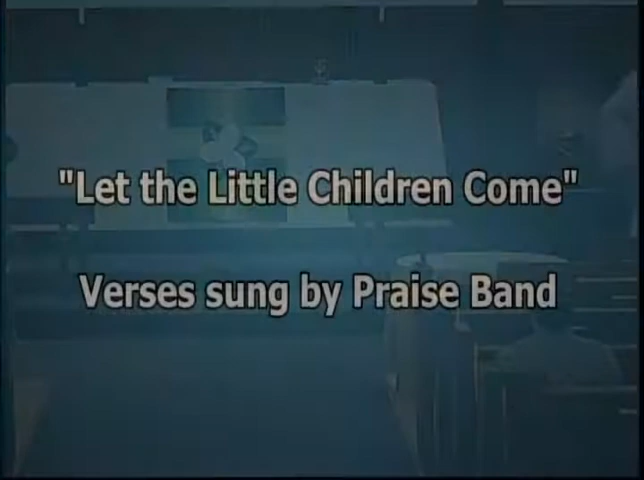 "Let the Little Children Come"
Verses sung by Praise Band